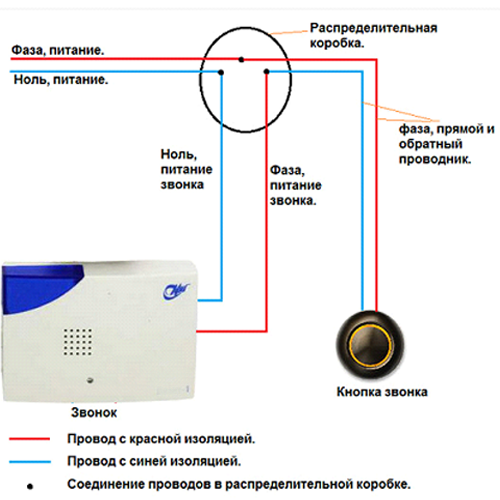 Распределительная
коробка.
Фаза, питание.
Ноль, питание.
фаза, прямой и
обратный
проводник.
Ноль,
питание
звонка
Фаза,
питание
звонка.
Кнопка звонка
Звонок
Провод с красной изоляцией.
Провод с синей изоляцией.
Соединение проводов в распределительной коробке.